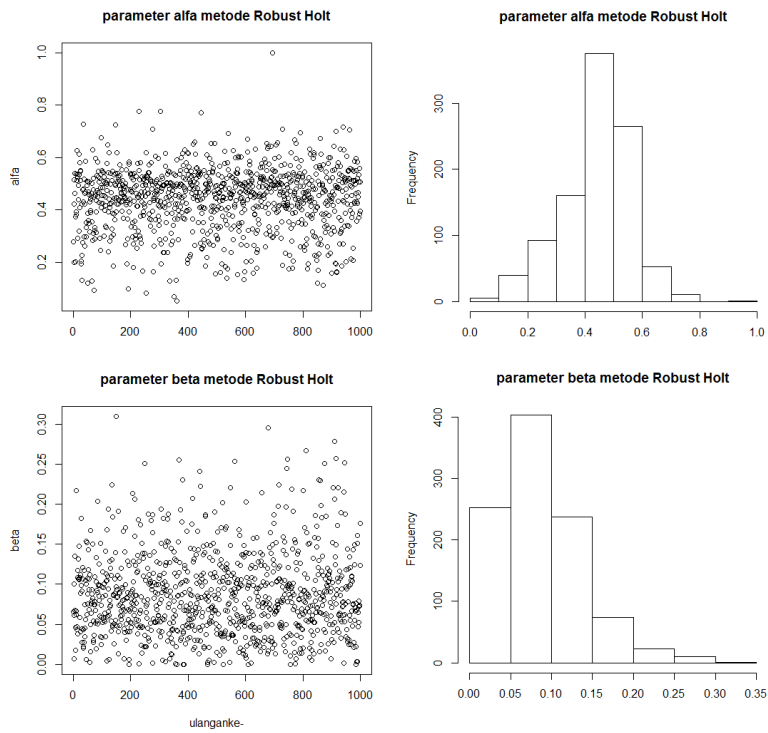 parameter alfa metode Robust Holt
alfa
1.0
0.8
0.6
0.4
0.2
0 200 400 600 800 1000
parameter alfa metode Robust Holt
Frequency
300
200
100
0
0.0 0.2 0.4 0.6 0.8 1.0
parameter beta metode Robust Holt
beta
0.30
0.25
0.20
0.15
0.10
0.05
0.00
0 200 400 600 800 1000
ulanganke-
parameter beta metode Robust Holt
Frequency
400
300
200
100
0
0.00 0.05 0.10 0.15 0.20 0.25 0.30 0.35